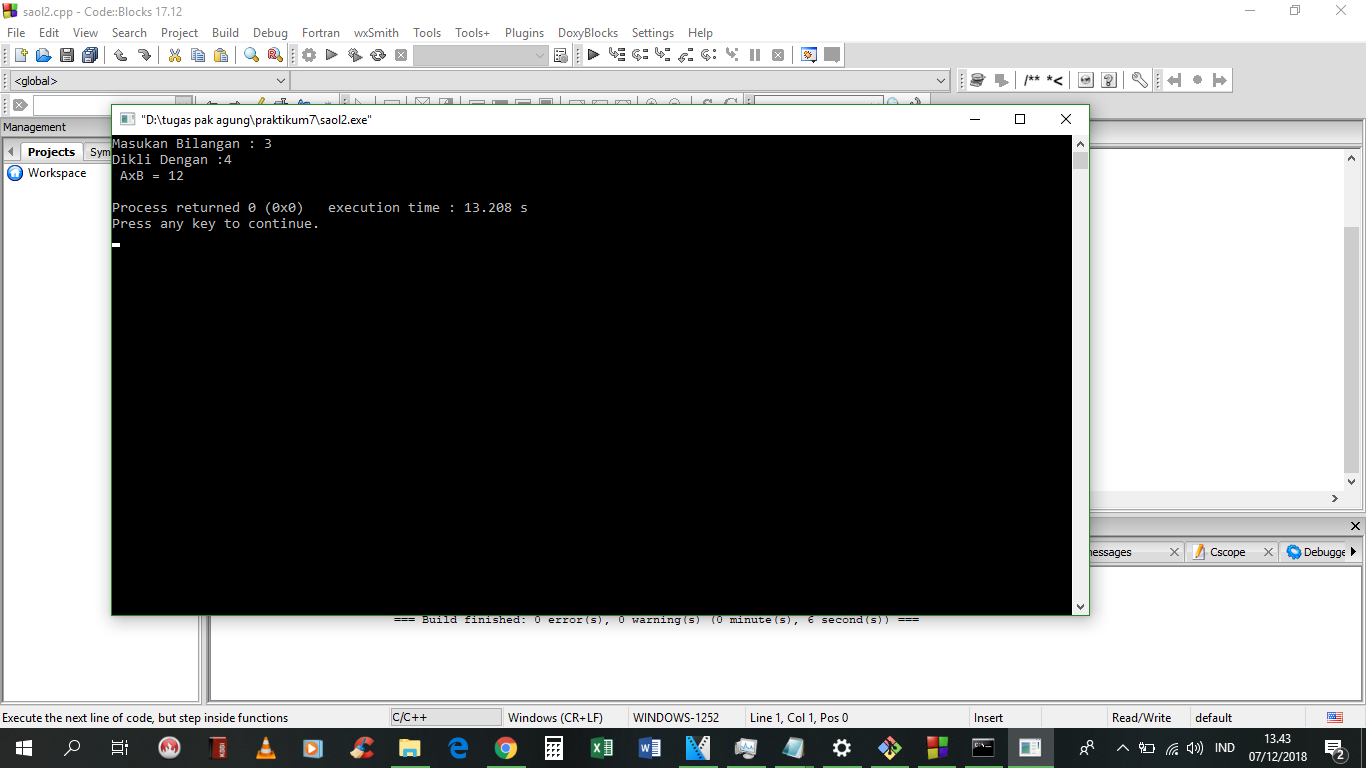 saol2.cpp - Code::Blocks 17.12
File Edit View Search Project Build Debug Fortran wxSmith Tools Tools+ Plugins DoxyBlocks Settings Help
<global>
/** *<
Management
Projects Sym
Workspace
"D:\tugas pak agung\praktikum7\saol2.exe"
Masukan Bilangan : 3
Dikli Dengan :4
AxB = 12
Process returned 0 (0x0) execution time : 13.208 s
Press any key to continue.
essages Cscope Debugge
=== Build finished: 0 error(s), 0 warning(s) (0 minute(s), 6 second(s)) ===
Execute the next line of code, but step inside functions C/C++ Windows (CR+LF) WINDOWS-1252 Line 1, Col 1, Pos 0 Insert Read/Write default
IND
13.43
07/12/2018
2